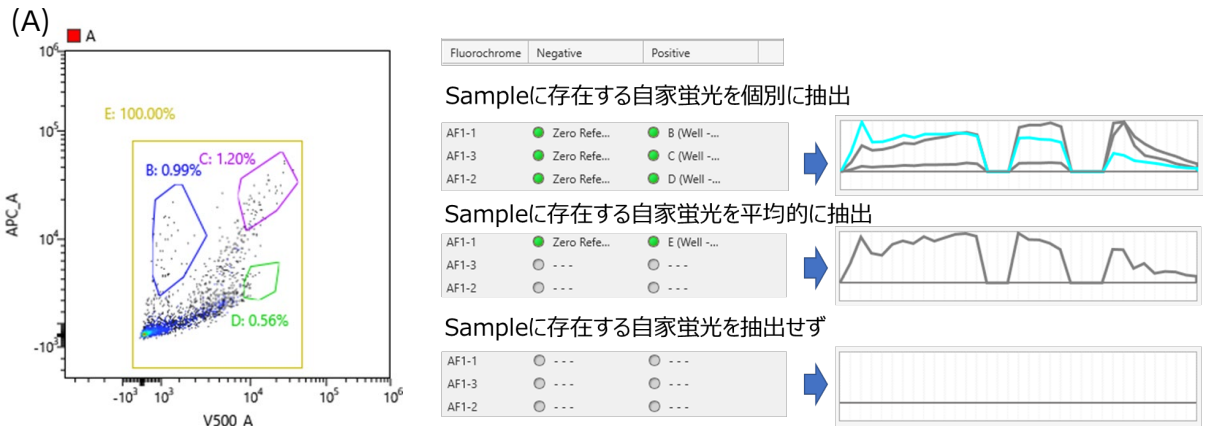 (A)
A
10⁶
10⁵
10⁴
-10³
APC_A
E: 100.00%
B: 0.99%
C: 1.20%
D: 0.56%
-10³ 10³ 10⁴ 10⁵ 10⁶
V500_A
Fluorochrome Negative Positive
Sampleに存在する自家蛍光を個別に抽出
AF1-1 Zero Refe... B (Well -...
AF1-3 Zero Refe... C (Well -...
AF1-2 Zero Refe... D (Well -...
Sampleに存在する自家蛍光を平均的に抽出
AF1-1 Zero Refe... E (Well -...
AF1-3 - - - - - -
AF1-2 - - - - - -
Sampleに存在する自家蛍光を抽出せず
AF1-1 - - - - - -
AF1-3 - - - - - -
AF1-2 - - - - - -